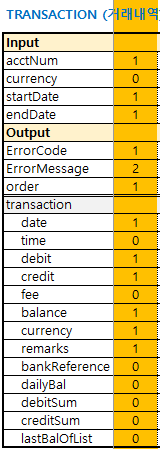 TRANSACTION (거래내역)
Input
acctNum 1
currency 0
startDate 1
endDate 1
Output
ErrorCode 1
ErrorMessage 2
order 1
transaction
date 1
time 0
debit 1
credit 1
fee 0
balance 1
currency 1
remarks 1
bankReference 0
dailyBal 0
debitSum 0
creditSum 0
lastBalOfList 0